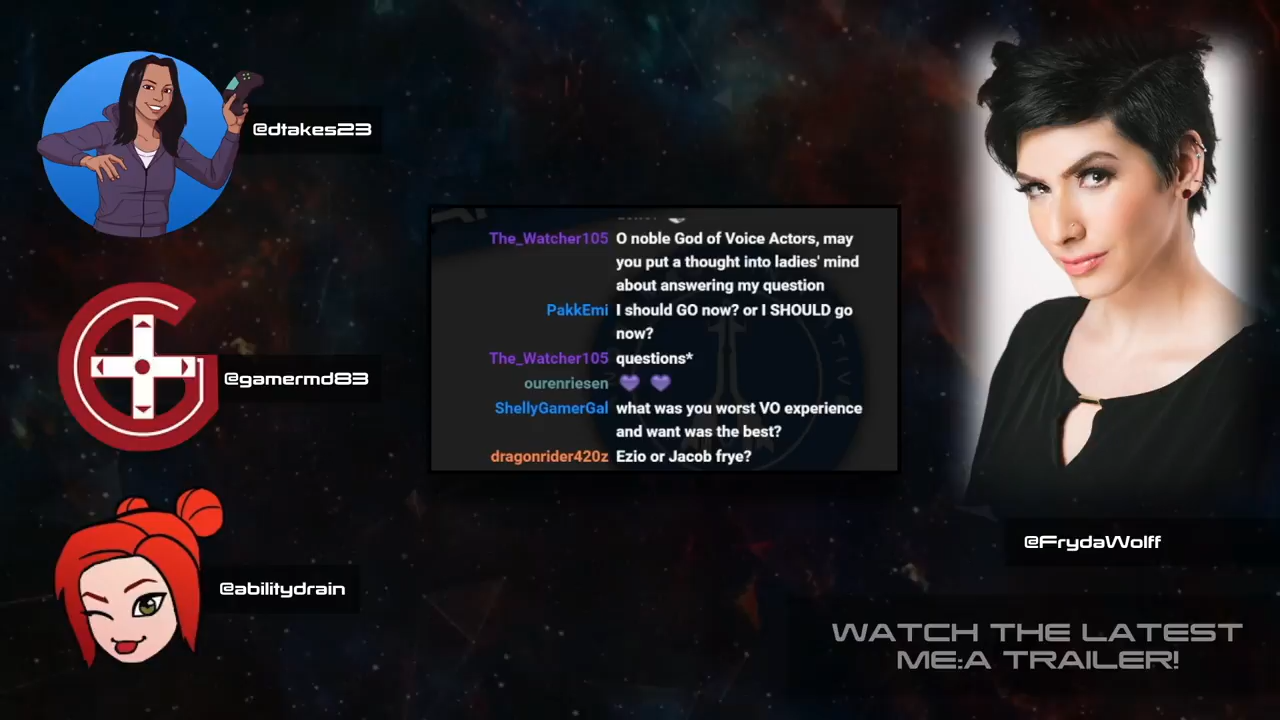 @dtakes23
@gamermd83
@abilitydrain
The_Watcher105 O noble God of Voice Actors, may
you put a thought into ladies' mind
about answering my question
PakkEmi I should GO now? or I SHOULD go
now?
The_Watcher105 questions*
ourenriesen
ShellyGamerGal what was you worst VO experience
and want was the best?
dragonrider420z Ezio or Jacob frye?
@FrydaWolff
WATCH THE LATEST
ME:A TRAILER!